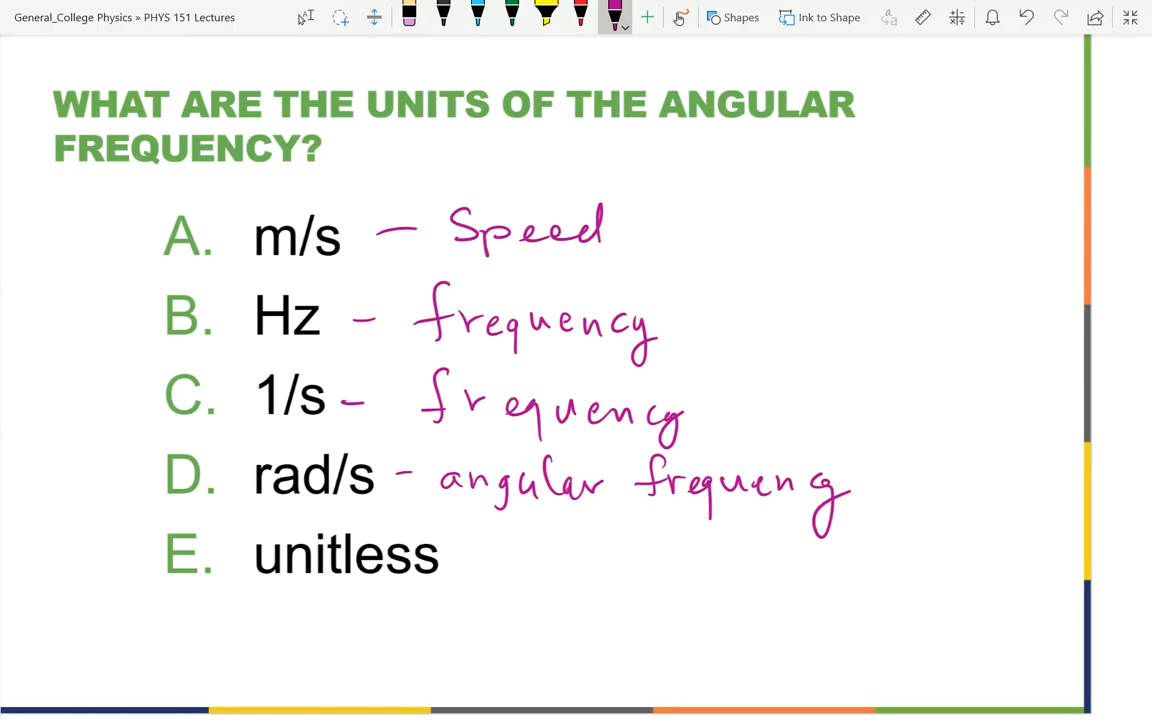 General_College Physics » PHYS 151 Lectures
Shapes
Ink to Shape
WHAT ARE THE UNITS OF THE ANGULAR
FREQUENCY?
A. m/s - Speed
B. Hz - frequency
C. 1/s - frequency
D. rad/s - angular frequency
E. unitless